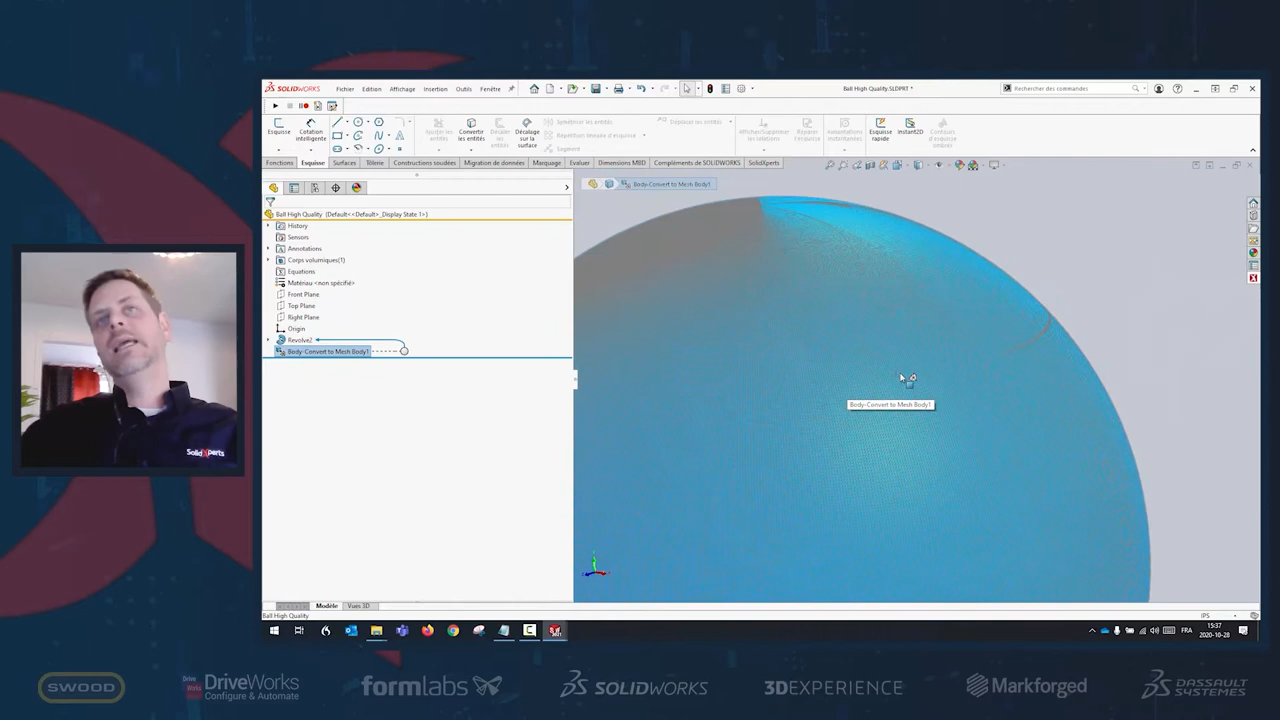 SOLIDWORKS
Fichier
Edition
Affichage
Insertion
Outils
Fenêtre
Ball High Quality.SLDPRT *
Rechercher des commandes
Esquisse
Cotation intelligente
Convertir les entités
Décalage sur la surface
Segment
Esquisse rapide
Instant2D
Fonctions
Esquisse
Surfaces
Tôlerie
Constructions soudées
Migration de données
Marquage
Evaluer
Dimensions MBD
Compléments de SOLIDWORKS
SolidXperts
Body-Convert to Mesh Body1
Ball High Quality (Default<<Default>_Display State 1>)
History
Sensors
Annotations
Corps volumiques(1)
Equations
Matériau <non spécifié>
Front Plane
Top Plane
Right Plane
Origin
Revolve2
Body-Convert to Mesh Body1
Body-Convert to Mesh Body1
SolidXperts
Modèle
Vues 3D
Ball High Quality
IPS
FRA
15:37
2020-10-28
SWOOD
DriveWorks
Configure & Automate
formlabs
SOLIDWORKS
3DEXPERIENCE
Markforged
DASSAULT SYSTEMES